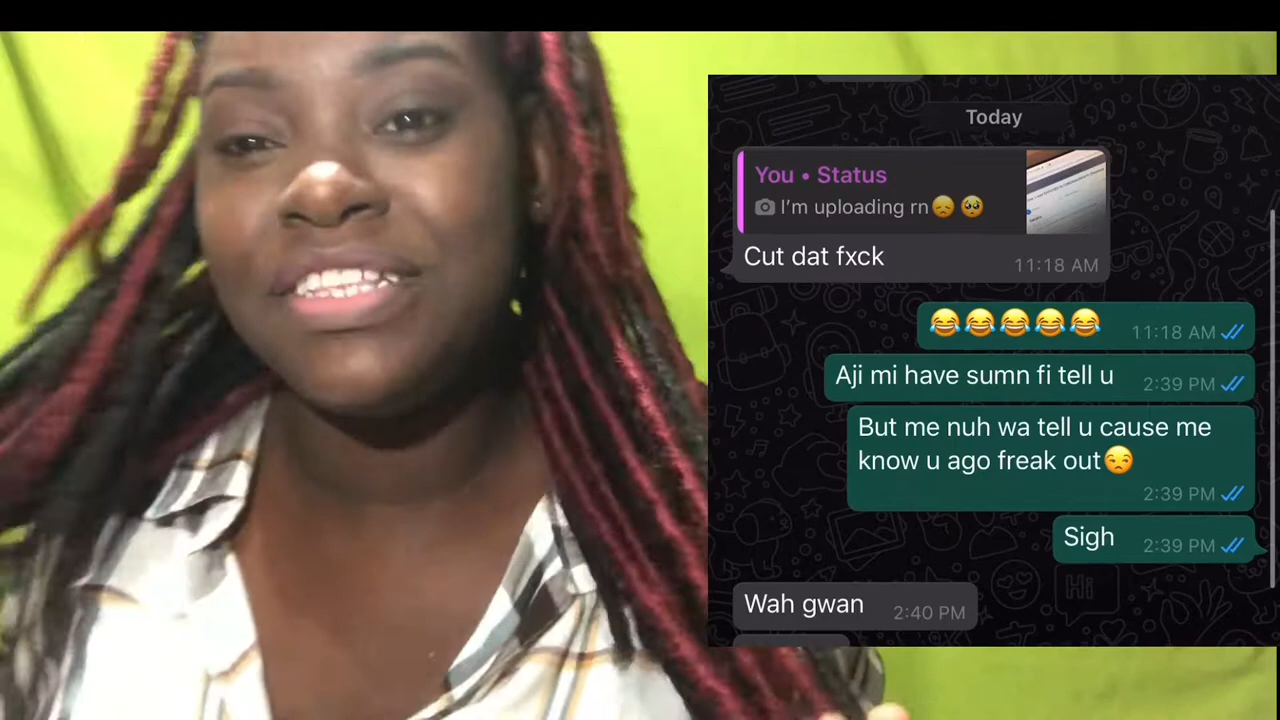 Today
You • Status
I'm uploading rn😞 🥺
Cut dat fxck
11:18 AM
😂😂😂😂😂
11:18 AM
Aji mi have sumn fi tell u
2:39 PM
But me nuh wa tell u cause me
know u ago freak out😒
2:39 PM
Sigh
2:39 PM
Wah gwan
2:40 PM
Hi